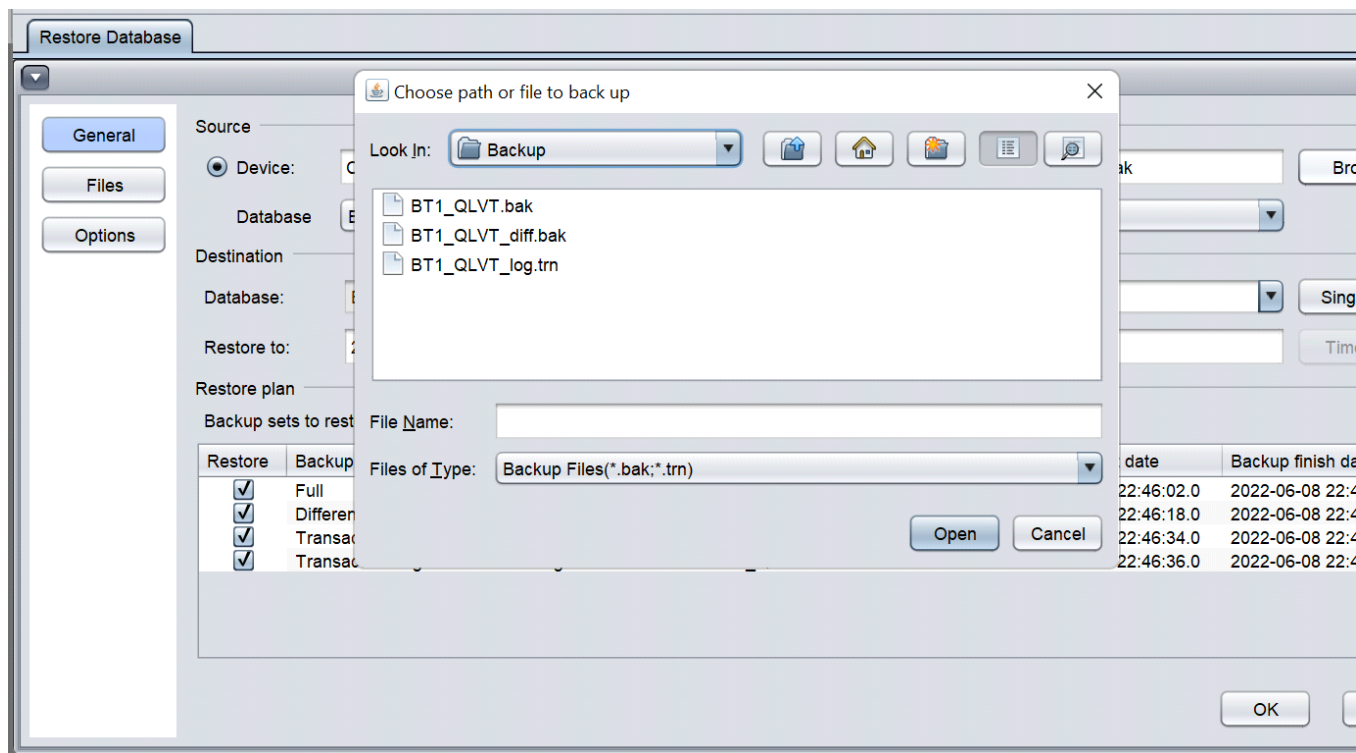 Restore Database
Choose path or file to back up
General
Files
Options
Source
Device:
Database
Destination
Database:
Restore to:
Restore plan
Backup sets to rest
Look In:
Backup
BT1_QLVT.bak
BT1_QLVT_diff.bak
BT1_QLVT_log.trn
File Name:
Files of Type:
Backup Files(*.bak;*.trn)
Open
Cancel
ak
Bro
Sing
Time
Restore Backup date Backup finish da
Full 22:46:02.0 2022-06-08 22:4
Differen 22:46:18.0 2022-06-08 22:4
Transac 22:46:34.0 2022-06-08 22:4
Transac 22:46:36.0 2022-06-08 22:4
OK